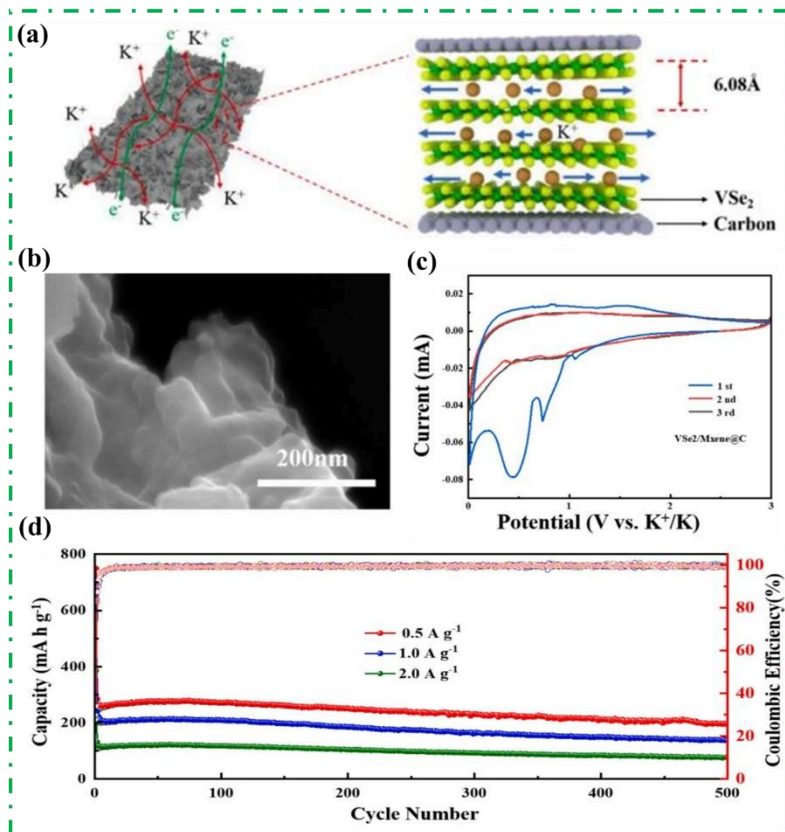 (a)
e⁻
K⁺
e⁻
K⁺
K⁺
K⁺
K
K⁺
e⁻
K⁺
e⁻
K⁺
6.08Å
VSe₂
Carbon
(b)
200nm
(c)
Current (mA)
0.02
0.00
-0.02
-0.04
-0.06
-0.08
1 st
2 nd
3 rd
VSe2/Mxene@C
0
1
2
3
Potential (V vs. K⁺/K)
(d)
Capacity (mA h g⁻¹)
800
600
400
200
0
0.5 A g⁻¹
1.0 A g⁻¹
2.0 A g⁻¹
100
80
60
40
20
0
Coulombic Efficiency(%)
0
100
200
300
400
500
Cycle Number